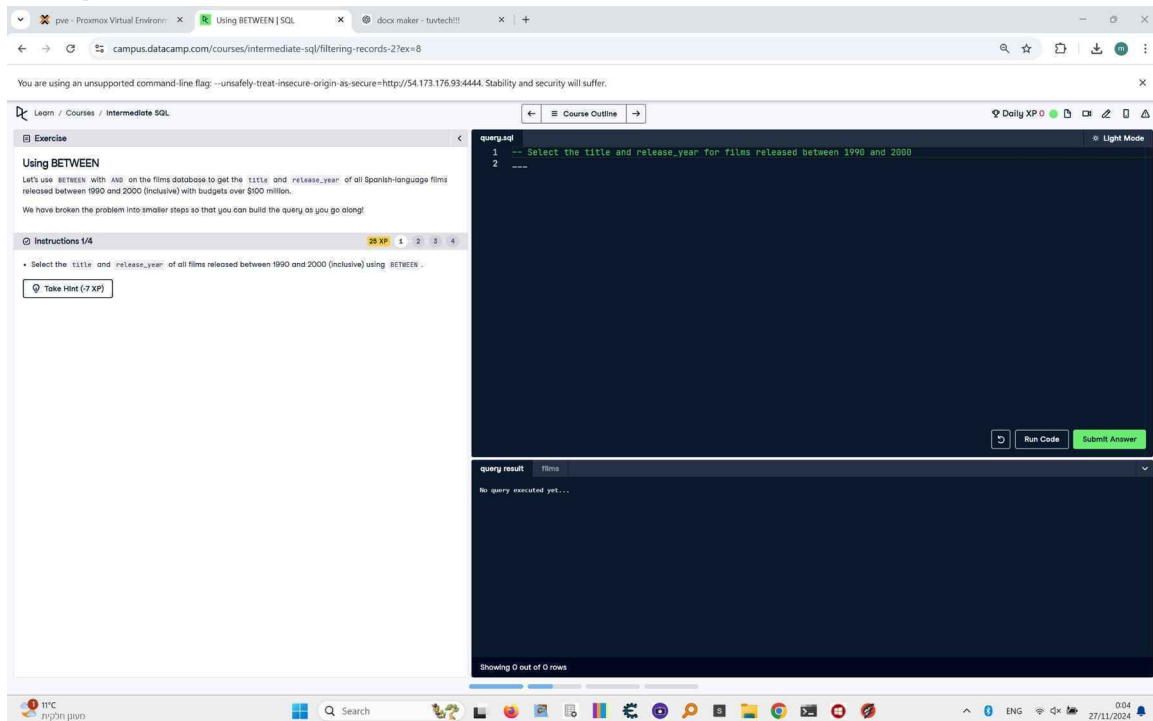 pve - Proxmox Virtual Environm
Using BETWEEN | SQL
docx maker - tuvtech!!!
campus.datacamp.com/courses/intermediate-sql/filtering-records-2?ex=8
You are using an unsupported command-line flag: --unsafely-treat-insecure-origin-as-secure=http://54.173.176.93:4444. Stability and security will suffer.
Learn / Courses / Intermediate SQL
Course Outline
Daily XP 0
Exercise
Using BETWEEN
Let's use BETWEEN with AND on the films database to get the title and release_year of all Spanish-language films
released between 1990 and 2000 (inclusive) with budgets over $100 million.
We have broken the problem into smaller steps so that you can build the query as you go along!
Instructions 1/4
25 XP 1 2 3 4
• Select the title and release_year of all films released between 1990 and 2000 (inclusive) using BETWEEN .
Take Hint (-7 XP)
query.sql
Light Mode
1 -- Select the title and release_year for films released between 1990 and 2000
2 ___
Run Code
Submit Answer
query result films
No query executed yet...
Showing 0 out of 0 rows
1
11°C
מעונן חלקית
Search
ENG
0:04
27/11/2024